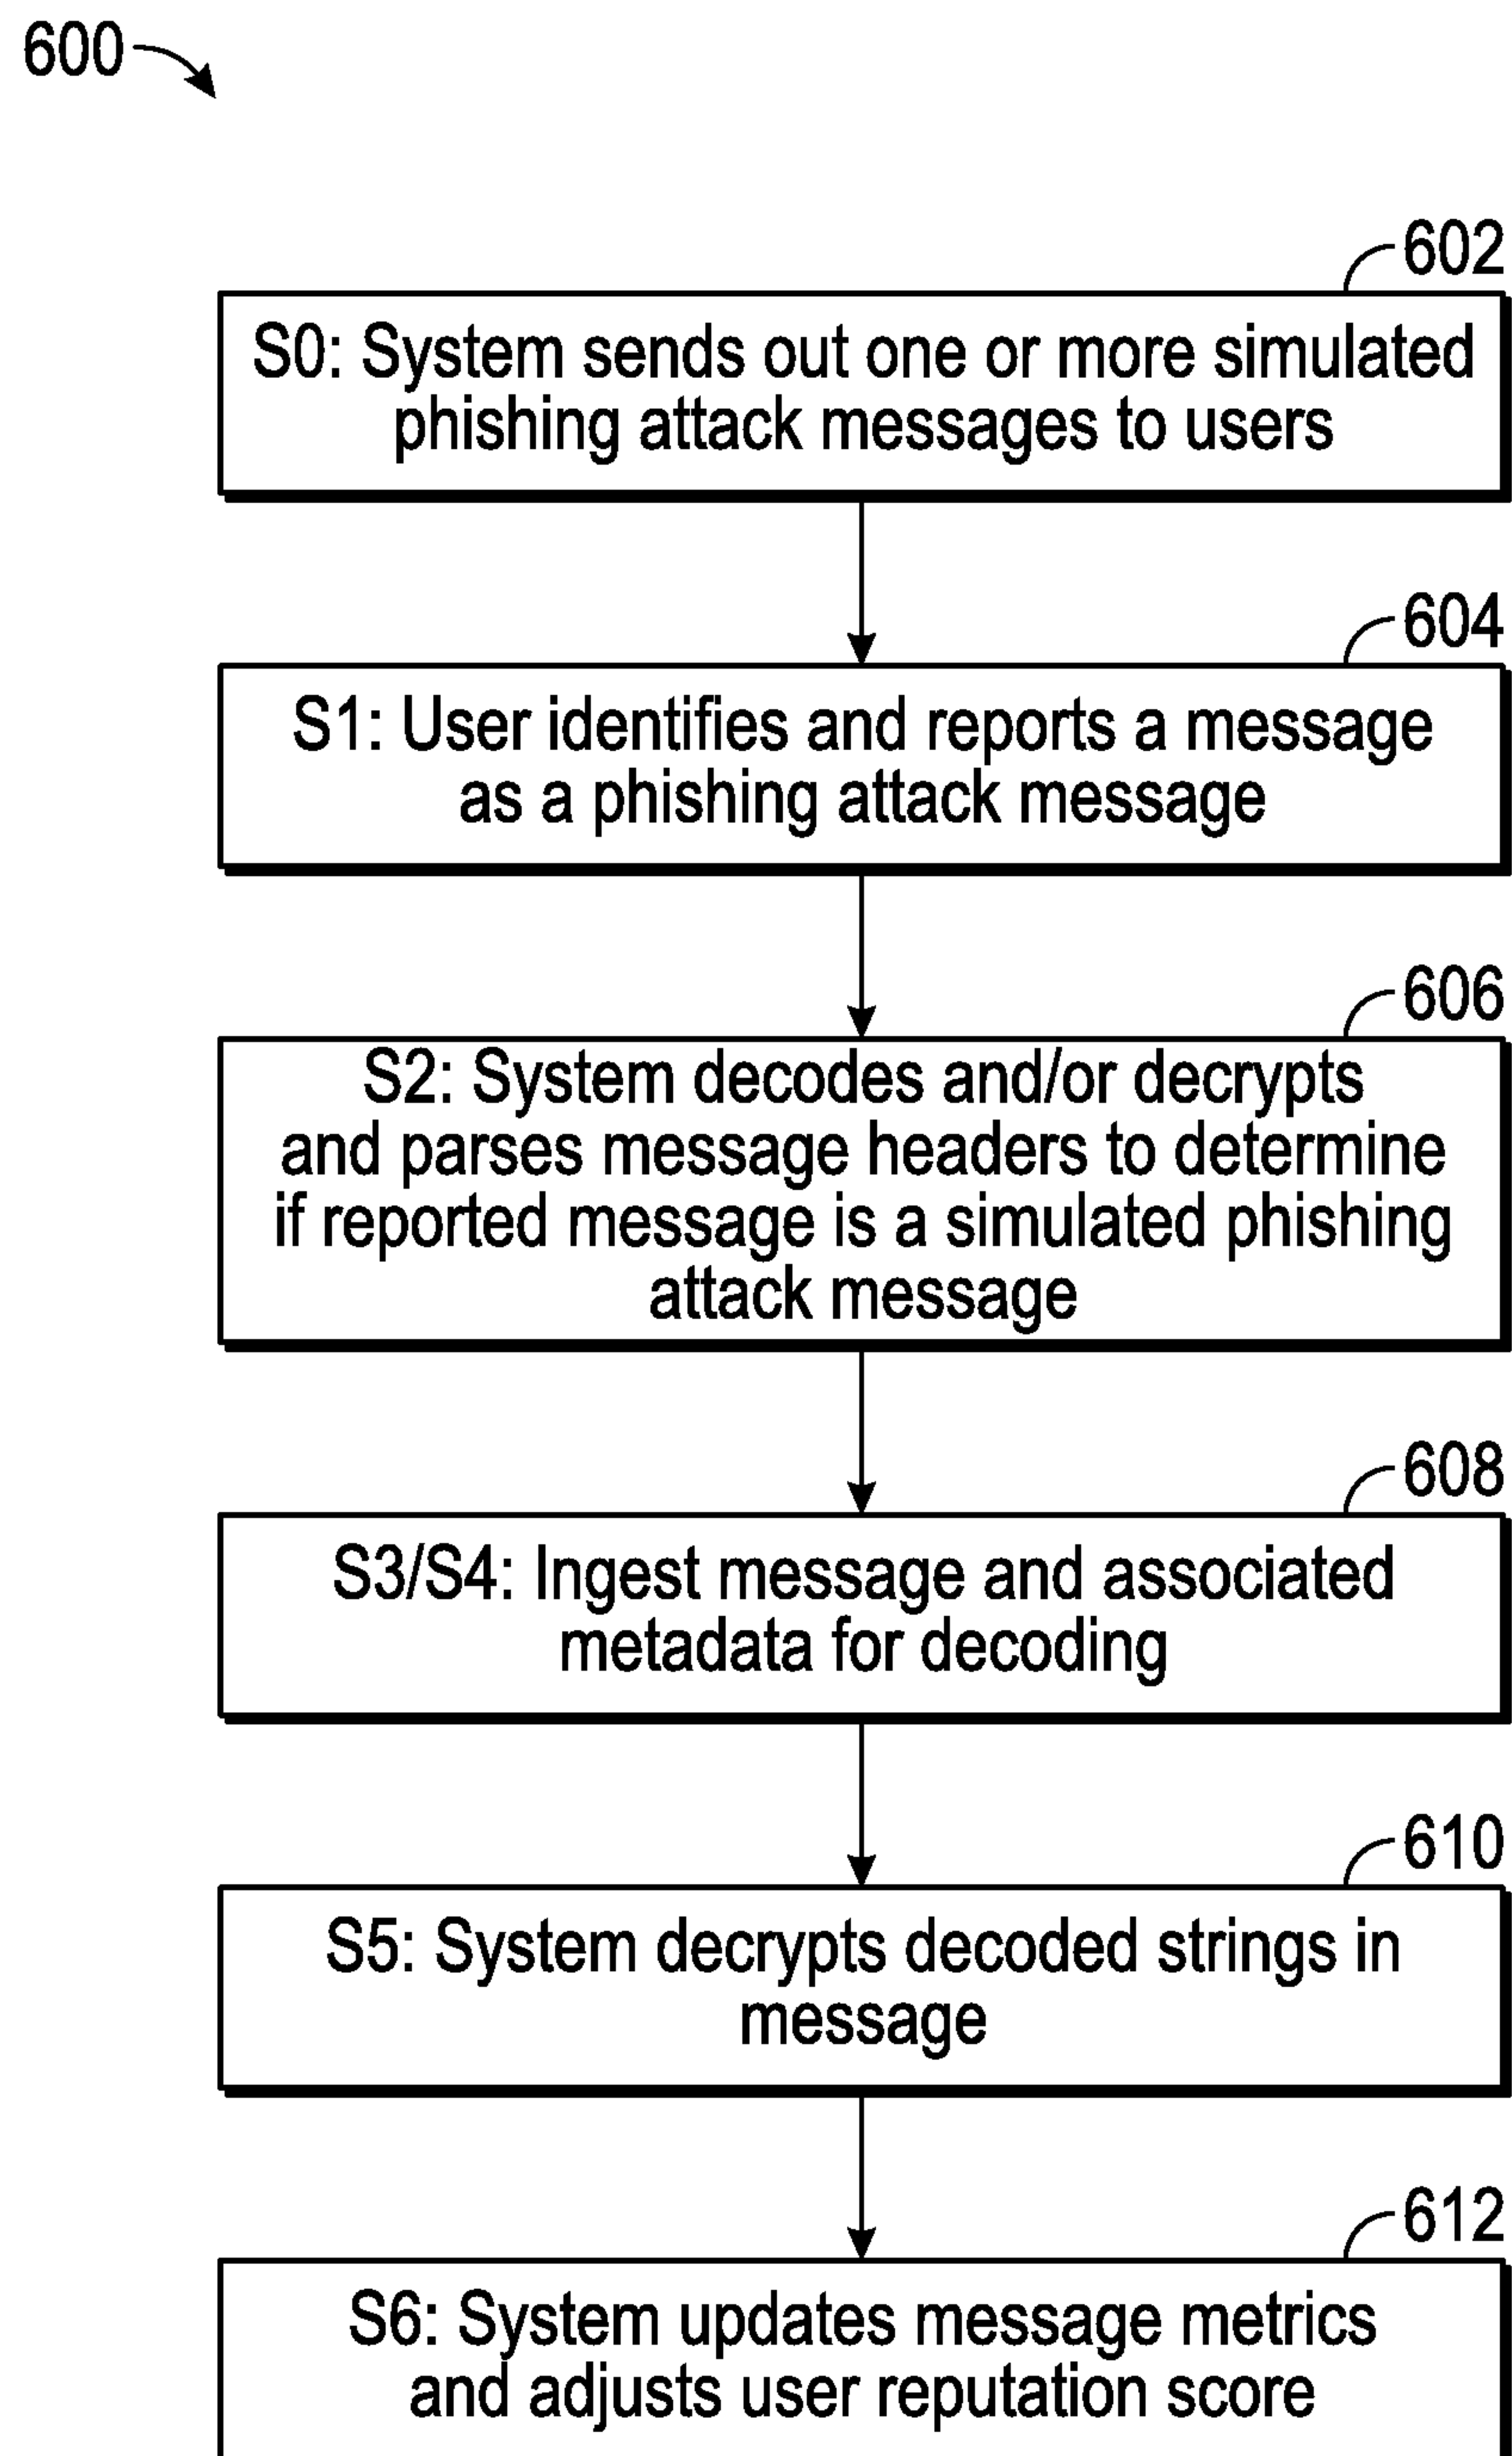 600
602
S0: System sends out one or more simulated
phishing attack messages to users
604
S1: User identifies and reports a message
as a phishing attack message
606
S2: System decodes and/or decrypts
and parses message headers to determine
if reported message is a simulated phishing
attack message
608
S3/S4: Ingest message and associated
metadata for decoding
610
S5: System decrypts decoded strings in
message
612
S6: System updates message metrics
and adjusts user reputation score